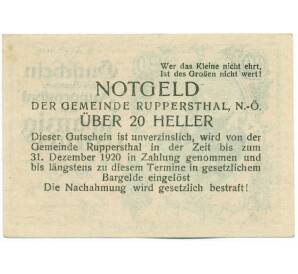 Wer das Kleine nicht ehrt,
Ist des Großen nicht wert!
NOTGELD
DER GEMEINDE RUPPERSTHAL, N.-Ö.
ÜBER 20 HELLER
Dieser Gutschein ist unverzinslich, wird von der
Gemeinde Ruppersthal in der Zeit bis zum
31. Dezember 1920 in Zahlung genommen und
bis längstens zu diesem Termine in gesetzlichem
Bargelde eingelöst
Die Nachahmung wird gesetzlich bestraft!